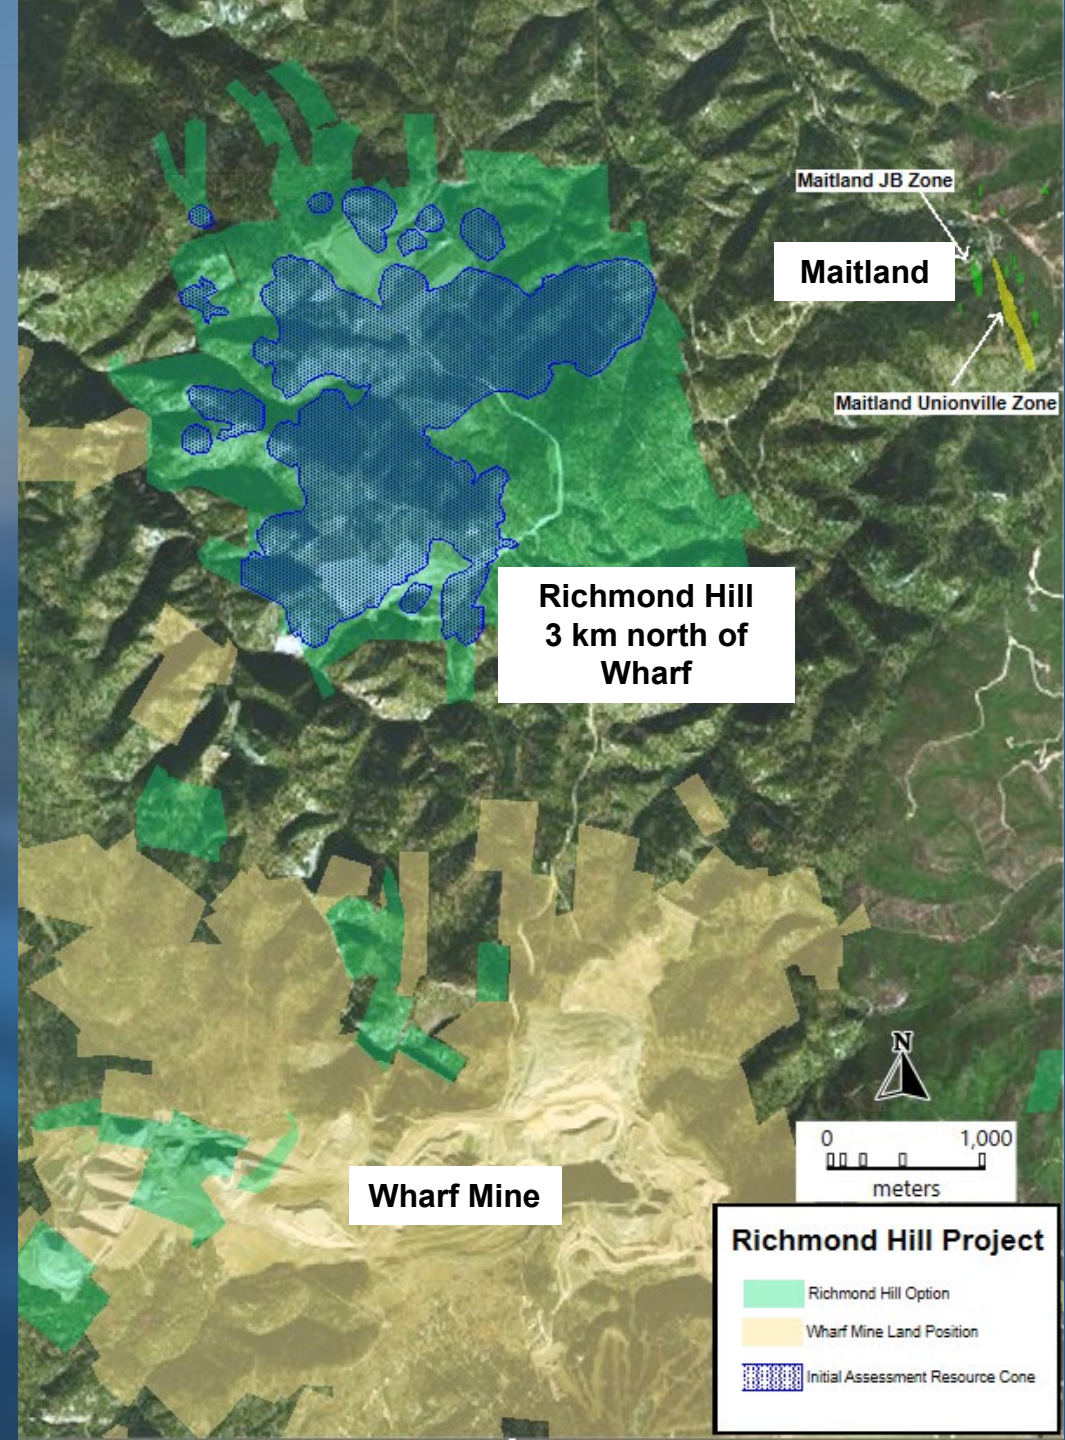 Maitland JB Zone
Maitland
Maitland Unionville Zone
Richmond Hill
3 km north of
Wharf
N
0 1,000
meters
Wharf Mine
Richmond Hill Project
Richmond Hill Option
Wharf Mine Land Position
Initial Assessment Resource Cone